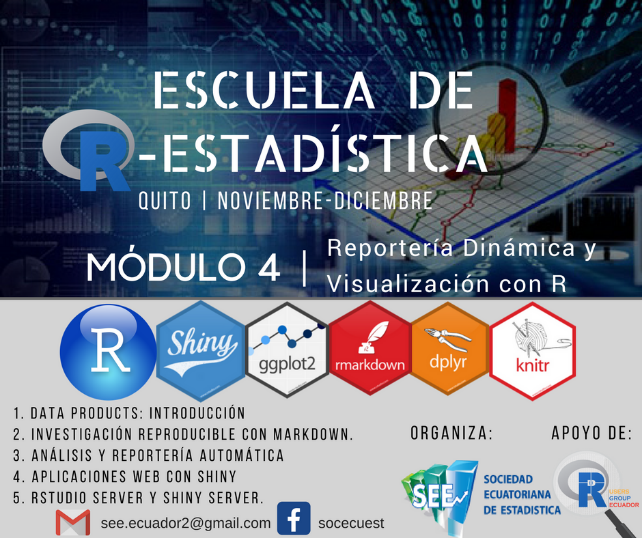 ESCUELA DE
R-ESTADÍSTICA
QUITO | NOVIEMBRE-DICIEMBRE
MÓDULO 4 |
Reportería Dinámica y
Visualización con R
R
Shiny
ggplot2
rmarkdown
dplyr
knitr
1. DATA PRODUCTS: INTRODUCCIÓN
2. INVESTIGACIÓN REPRODUCIBLE CON MARKDOWN.
3. ANÁLISIS Y REPORTERÍA AUTOMÁTICA
4. APLICACIONES WEB CON SHINY
5. RSTUDIO SERVER Y SHINY SERVER.
ORGANIZA:
APOYO DE:
SEE
SOCIEDAD
ECUATORIANA
DE ESTADISTICA
R
USERS
GROUP
ECUADOR
see.ecuador2@gmail.com
f
socecuest